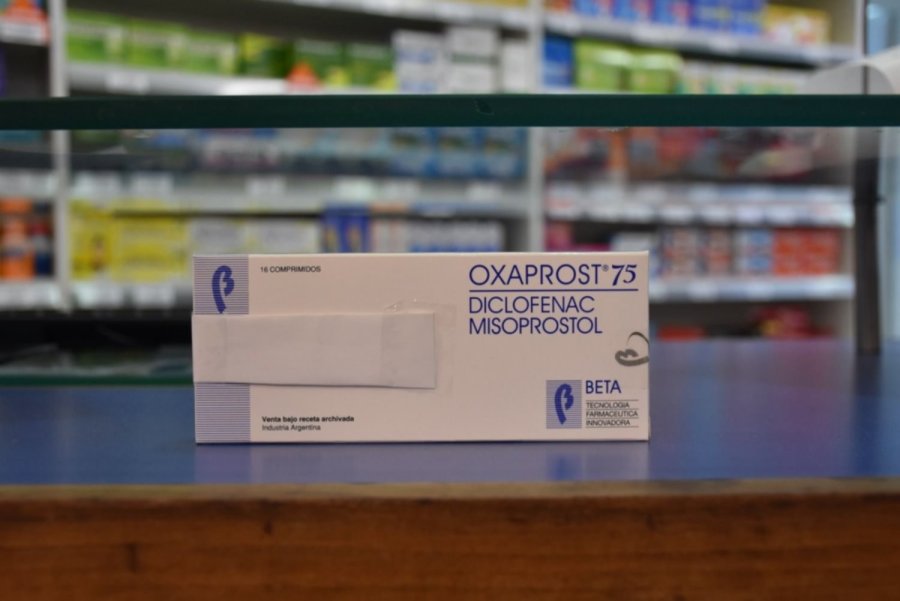 16 COMPRIMIDOS
OXAPROST® 75
DICLOFENAC
MISOPROSTOL
BETA
TECNOLOGIA
FARMACEUTICA
INNOVADORA
Venta bajo receta archivada
Industria Argentina